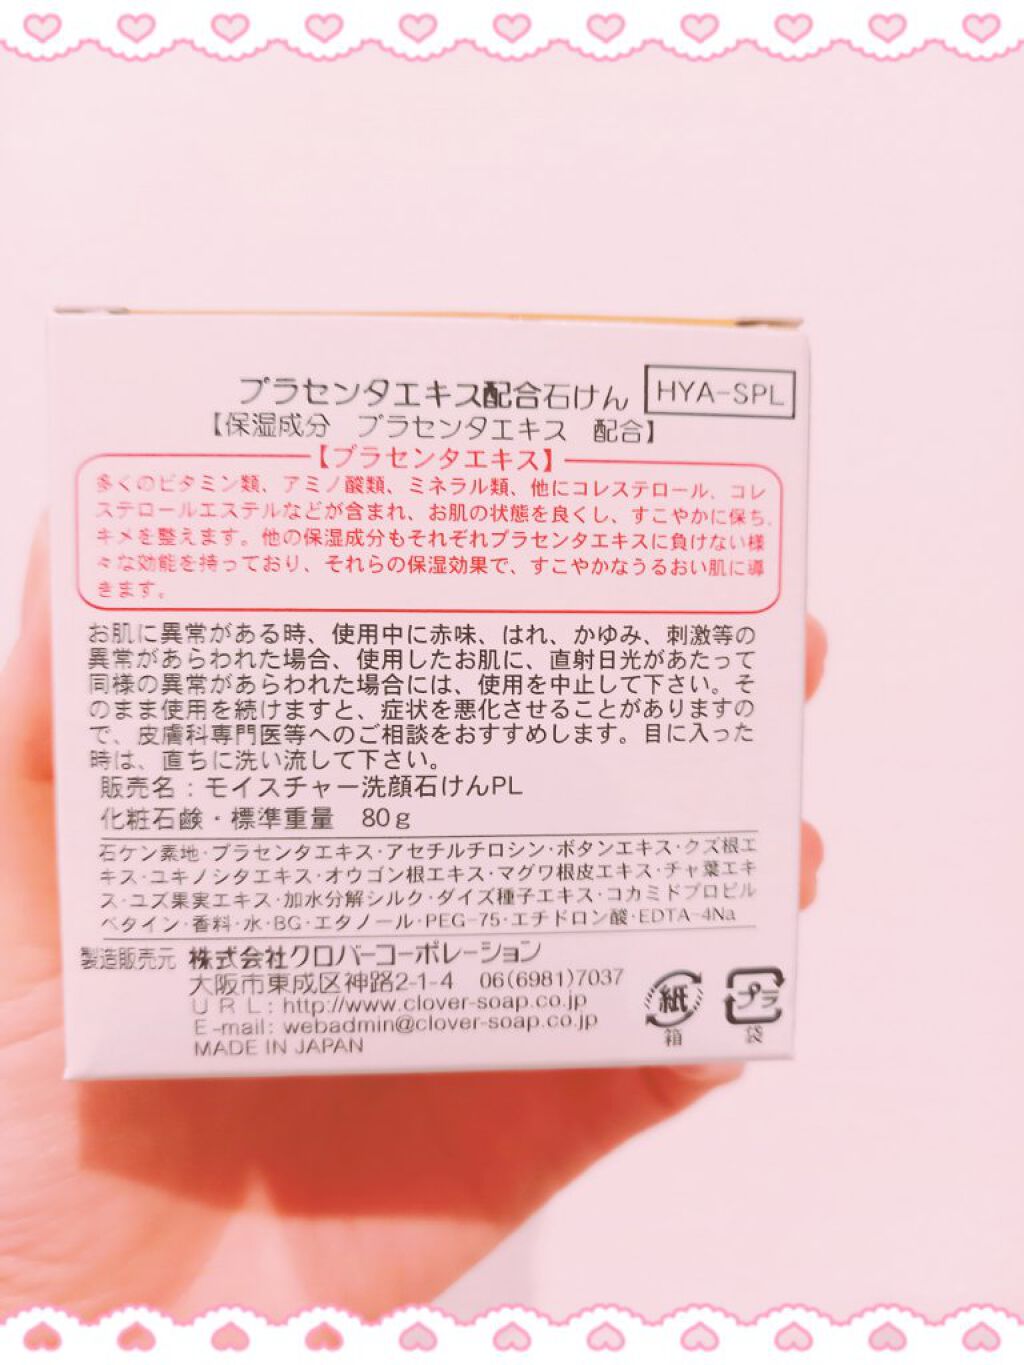 プラセンタエキス配合石けん
HYA-SPL
【保湿成分 プラセンタエキス 配合】
【プラセンタエキス】
多くのビタミン類、アミノ酸類、ミネラル類、他にコレステロール、コレ
ステロールエステルなどが含まれ、お肌の状態を良くし、すこやかに保ち、
キメを整えます。他の保湿成分もそれぞれプラセンタエキスに負けない様
々な効能を持っており、それらの保湿効果で、すこやかなうるおい肌に導
きます。
お肌に異常がある時、使用中に赤味、はれ、かゆみ、刺激等の
異常があらわれた場合、使用したお肌に、直射日光があたって
同様の異常があらわれた場合には、使用を中止して下さい。そ
のまま使用を続けますと、症状を悪化させることがありますの
で、皮膚科専門医等へのご相談をおすすめします。目に入った
時は、直ちに洗い流して下さい。
販売名：モイスチャー洗顔石けんPL
化粧石鹸・標準重量 80g
石ケン素地・プラセンタエキス・アセチルチロシン・ボタンエキス・クズ根エ
キス・ユキノシタエキス・オウゴン根エキス・マグワ根皮エキス・チャ葉エキ
ス・ユズ果実エキス・加水分解シルク・ダイズ種子エキス・コカミドプロピル
ベタイン・香料・水・BG・エタノール・PEG-75・エチドロン酸・EDTA-4Na
製造販売元 株式会社クロバーコーポレーション
大阪市東成区神路2-1-4 06(6981)7037
URL: http://www.clover-soap.co.jp
E-mail: webadmin@clover-soap.co.jp
MADE IN JAPAN
紙
箱
プラ
袋